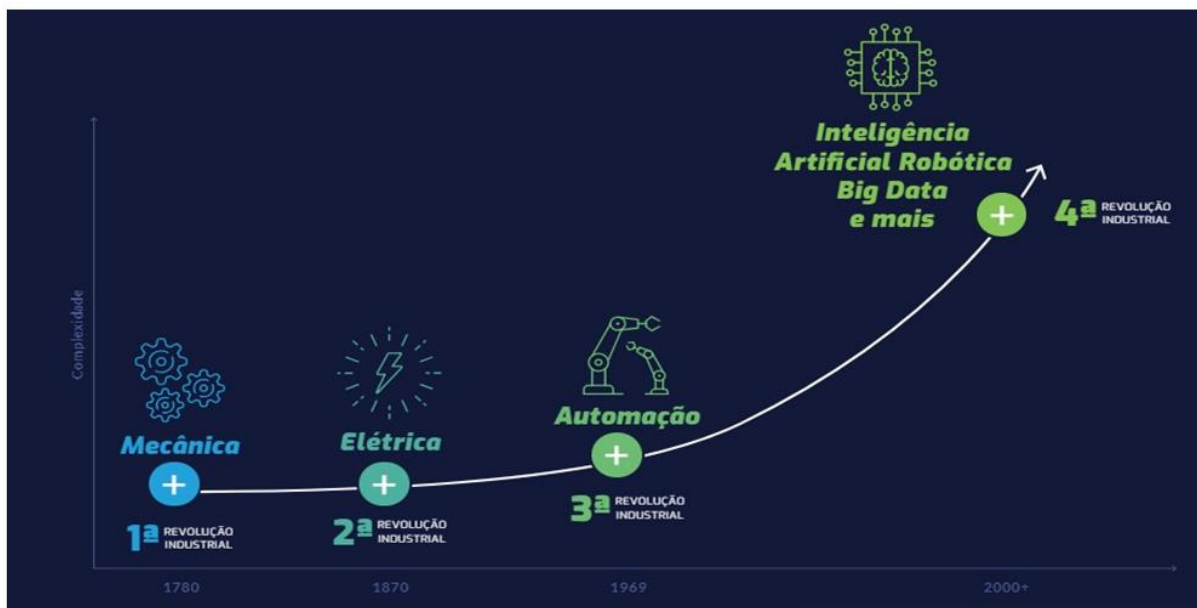 Inteligência
Artificial Robótica
Big Data
e mais
4ª REVOLUÇÃO
INDUSTRIAL
Complexidade
Mecânica
Elétrica
Automação
1ª REVOLUÇÃO
INDUSTRIAL
2ª REVOLUÇÃO
INDUSTRIAL
3ª REVOLUÇÃO
INDUSTRIAL
1780
1870
1969
2000+